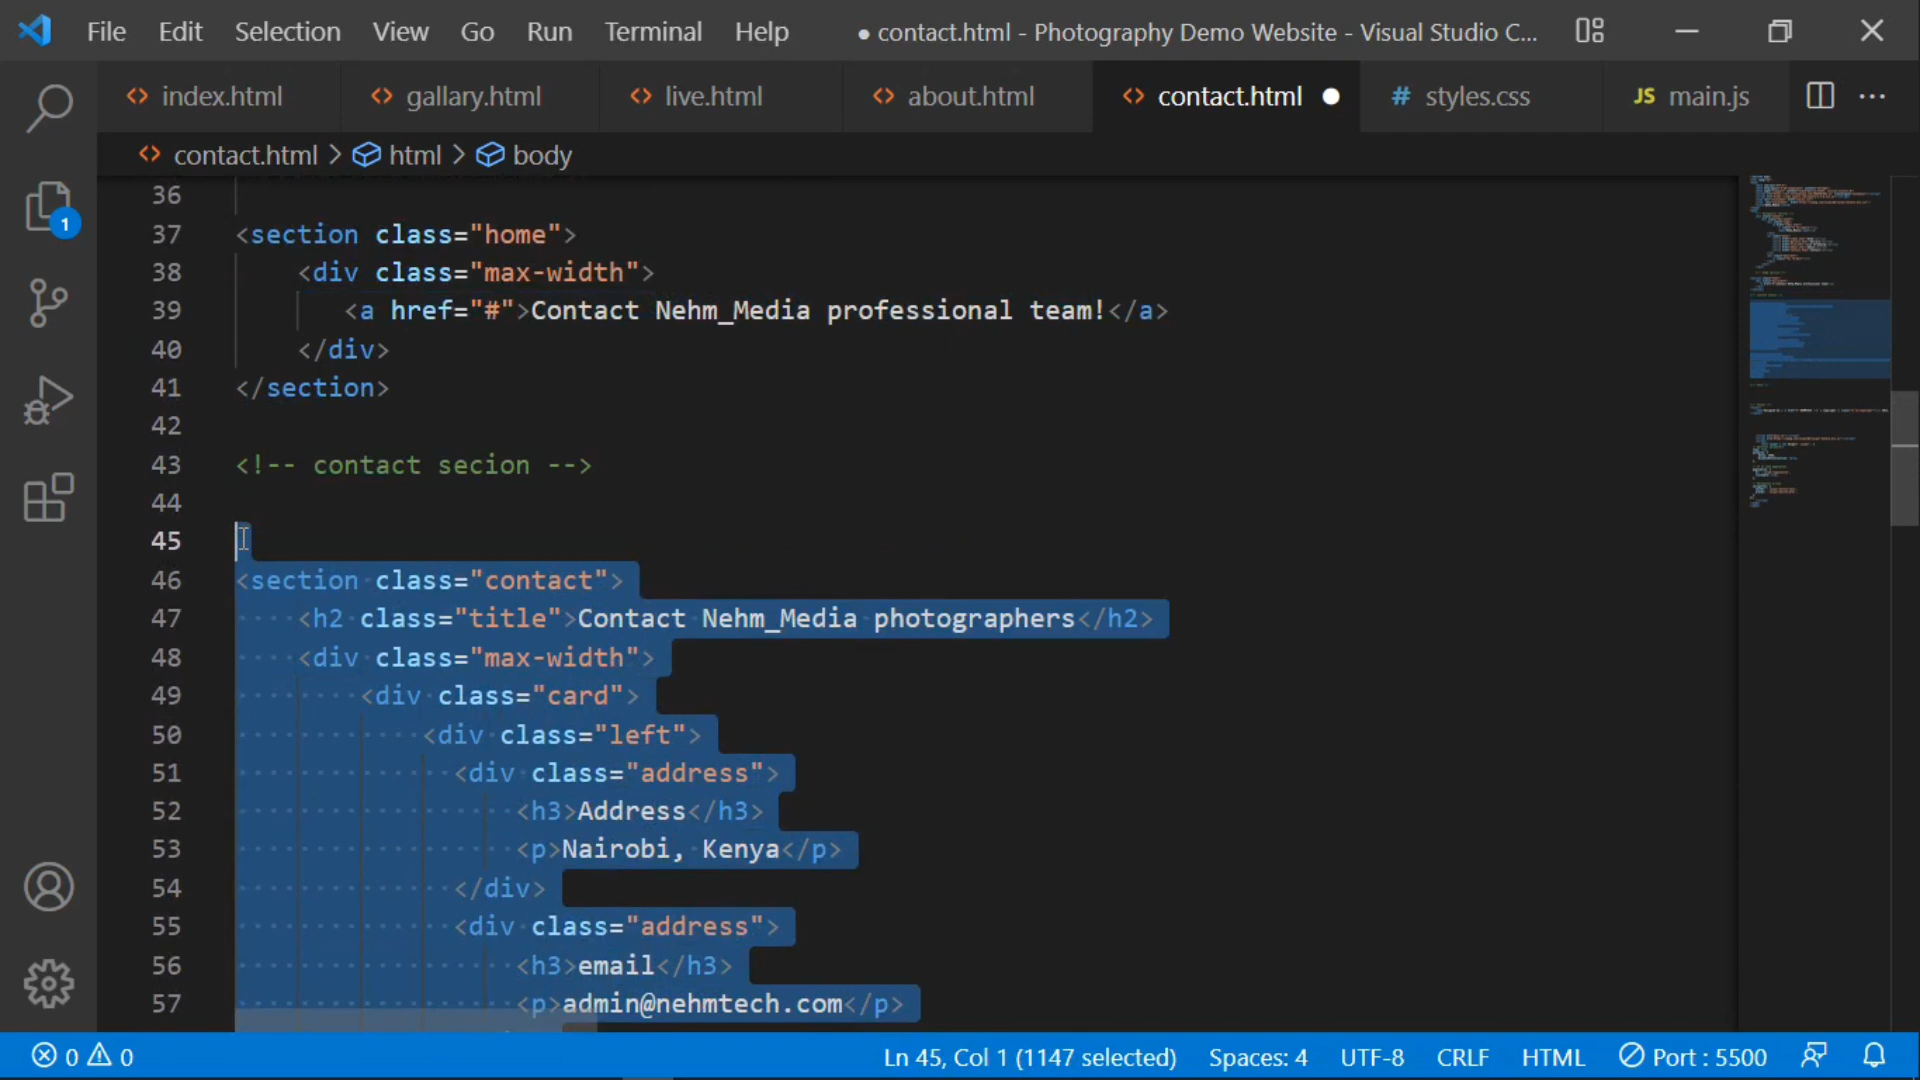 File Edit Selection View Go Run Terminal Help ● contact.html - Photography Demo Website - Visual Studio C...
index.html gallary.html live.html about.html contact.html # styles.css JS main.js ...
contact.html > html > body
36
37 <section class="home">
38 <div class="max-width">
39 <a href="#">Contact Nehm_Media professional team!</a>
40 </div>
41 </section>
42
43 <!-- contact secion -->
44
45
46 <section class="contact">
47 <h2 class="title">Contact Nehm_Media photographers</h2>
48 <div class="max-width">
49 <div class="card">
50 <div class="left">
51 <div class="address">
52 <h3>Address</h3>
53 <p>Nairobi, Kenya</p>
54 </div>
55 <div class="address">
56 <h3>email</h3>
57 <p>admin@nehmtech.com</p>
1
0 0 Ln 45, Col 1 (1147 selected) Spaces: 4 UTF-8 CRLF HTML Port : 5500